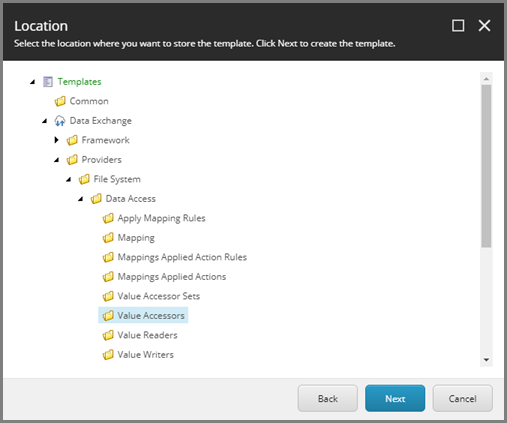 Location
Select the location where you want to store the template. Click Next to create the template.
Templates
Common
Data Exchange
Framework
Providers
File System
Data Access
Apply Mapping Rules
Mapping
Mappings Applied Action Rules
Mappings Applied Actions
Value Accessor Sets
Value Accessors
Value Readers
Value Writers
Back Next Cancel